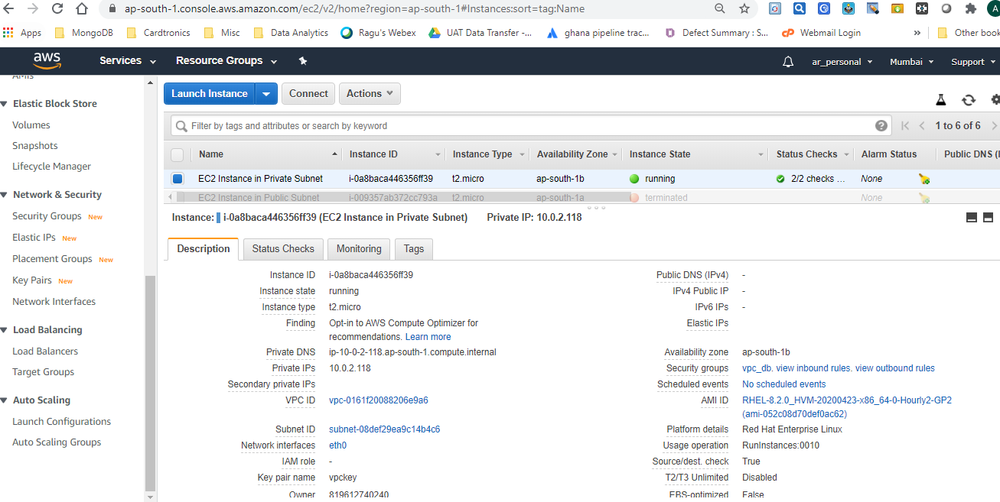 ap-south-1.console.aws.amazon.com/ec2/v2/home?region=ap-south-1#Instances:sort=tag:Name
A
Apps MongoDB Cardtronics Misc Data Analytics Ragu's Webex UAT Data Transfer -... ghana pipeline trac... Defect Summary : S... cP Webmail Login » Other book
aws Services Resource Groups ar_personal Mumbai Support
AMIs
Elastic Block Store
Volumes
Snapshots
Lifecycle Manager
Network & Security
Security Groups New
Elastic IPs New
Placement Groups New
Key Pairs New
Network Interfaces
Load Balancing
Load Balancers
Target Groups
Auto Scaling
Launch Configurations
Auto Scaling Groups
Launch Instance Connect Actions
Filter by tags and attributes or search by keyword ? 1 to 6 of 6
Name Instance ID Instance Type Availability Zone Instance State Status Checks Alarm Status Public DNS (I
EC2 Instance in Private Subnet i-0a8baca446356ff39 t2.micro ap-south-1b running 2/2 checks ... None
EC2 Instance in Public Subnet i-009357ab372cc793a t2.micro ap-south-1a terminated None
Instance: i-0a8baca446356ff39 (EC2 Instance in Private Subnet) Private IP: 10.0.2.118
Description Status Checks Monitoring Tags
Instance ID i-0a8baca446356ff39
Instance state running
Instance type t2.micro
Finding Opt-in to AWS Compute Optimizer for
recommendations. Learn more
Private DNS ip-10-0-2-118.ap-south-1.compute.internal
Private IPs 10.0.2.118
Secondary private IPs
VPC ID vpc-0161f20088206e9a6
Subnet ID subnet-08def29ea9c14b4c6
Network interfaces eth0
IAM role -
Key pair name vpckey
Owner 819612740240
Public DNS (IPv4) -
IPv4 Public IP -
IPv6 IPs -
Elastic IPs
Availability zone ap-south-1b
Security groups vpc_db. view inbound rules. view outbound rules
Scheduled events No scheduled events
AMI ID RHEL-8.2.0_HVM-20200423-x86_64-0-Hourly2-GP2
(ami-052c08d70def0ac62)
Platform details Red Hat Enterprise Linux
Usage operation RunInstances:0010
Source/dest. check True
T2/T3 Unlimited Disabled
EBS-optimized False